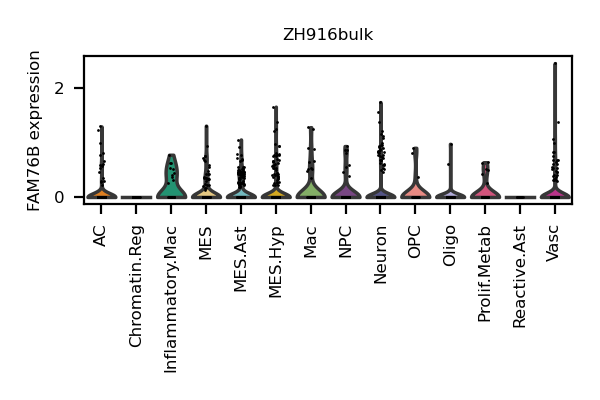 ZH916bulk
FAM76B expression
2
0
AC
Chromatin.Reg
Inflammatory.Mac
MES
MES.Ast
MES.Hyp
Mac
NPC
Neuron
OPC
Oligo
Prolif.Metab
Reactive.Ast
Vasc